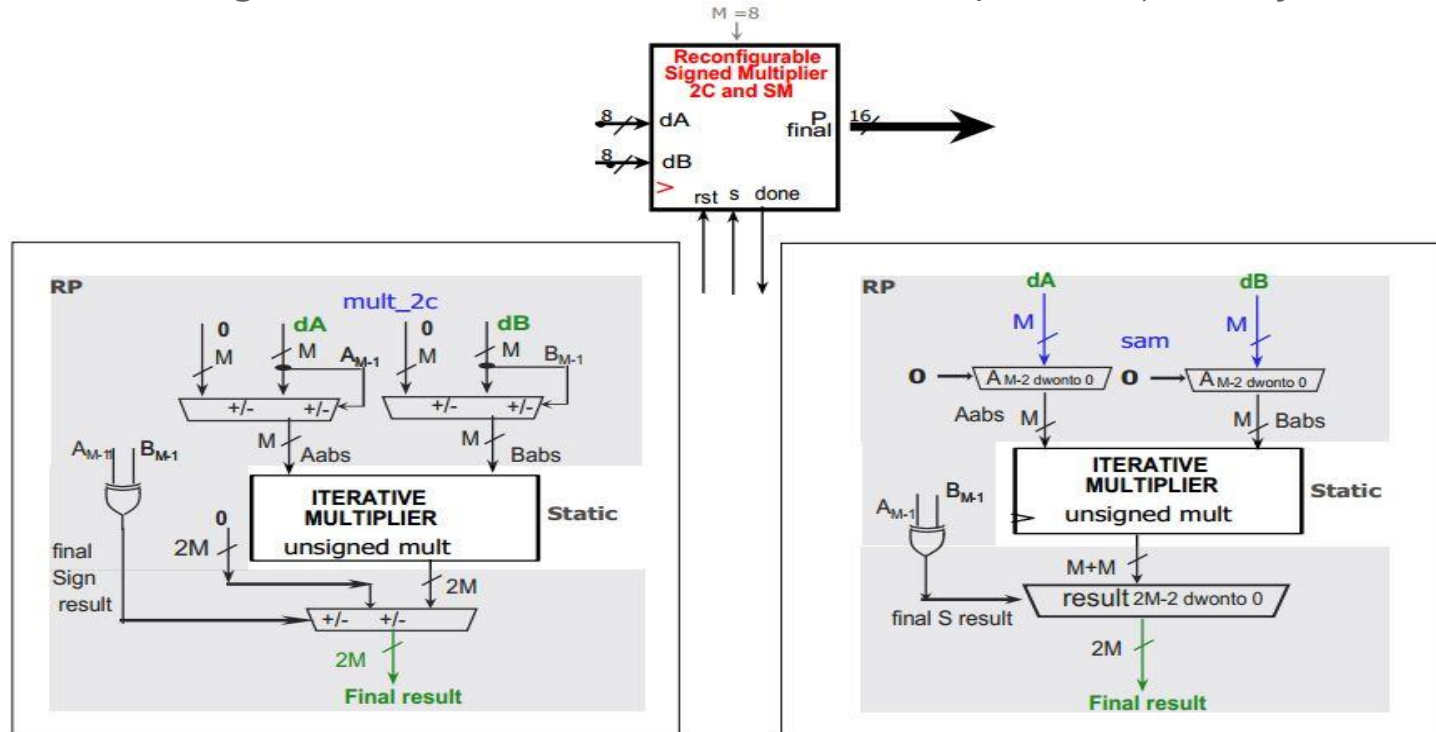 M =8
Reconfigurable
Signed Multiplier
2C and SM
8
dA
P
final
16
8
dB
rst s done
RP
mult_2c
0
dA
0
dB
M
M
A M-1
M
M
B M-1
+/- +/-
+/- +/-
M
Aabs
M
Babs
A M-1
B M-1
ITERATIVE
MULTIPLIER
unsigned mult
Static
0
2M
final
Sign
result
2M
+/- +/-
2M
Final result
RP
dA
dB
M
sam
M
0
A M-2 dwonto 0
0
A M-2 dwonto 0
Aabs
M
M
Babs
ITERATIVE
MULTIPLIER
unsigned mult
Static
A M-1
B M-1
M+M
result 2M-2 dwonto 0
final S result
2M
Final result